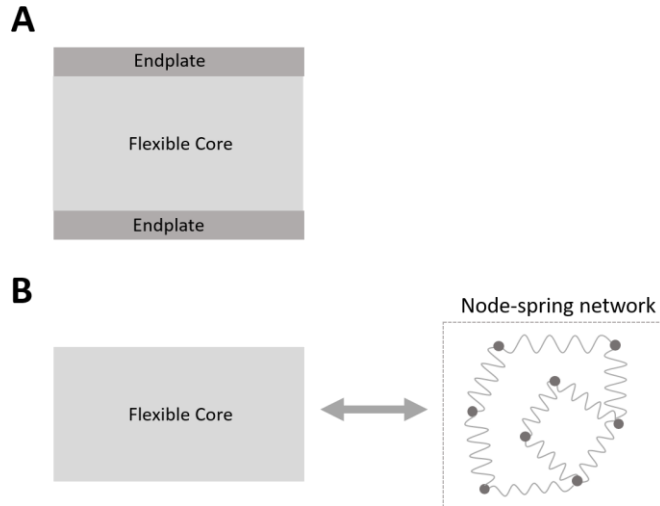 A
Endplate
Flexible Core
Endplate
B
Node-spring network
Flexible Core